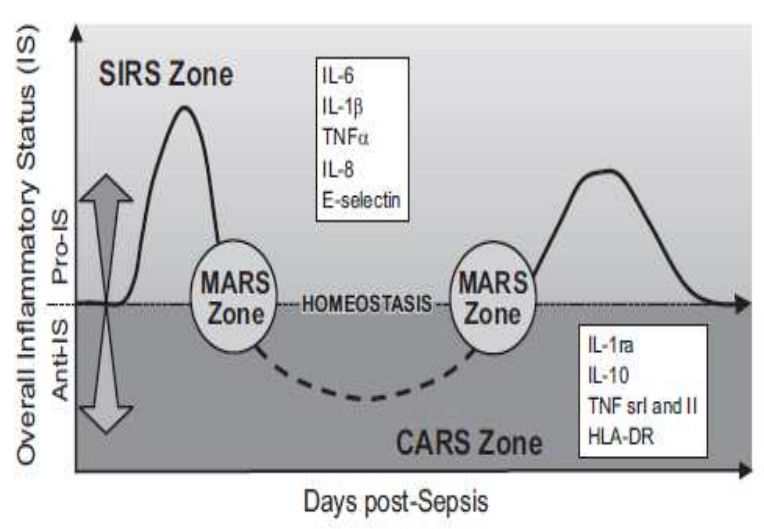 Overall Inflammatory Status (IS)
Pro-IS
Anti-IS
SIRS Zone
IL-6
IL-1β
TNFα
IL-8
E-selectin
MARS
Zone
HOMEOSTASIS
MARS
Zone
IL-1ra
IL-10
TNF srI and II
HLA-DR
CARS Zone
Days post-Sepsis